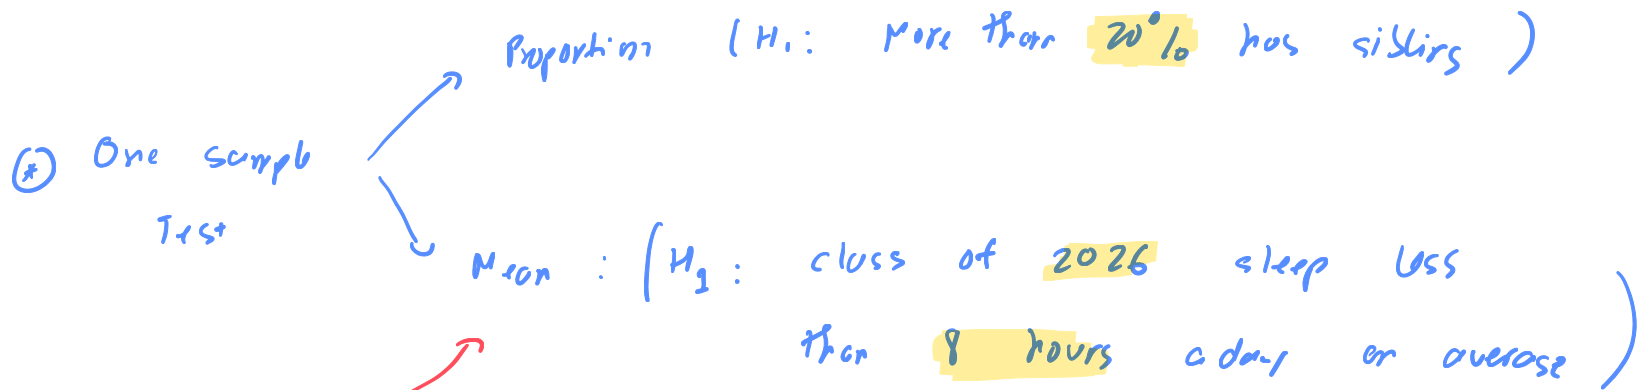 Proportion (H₁: More than 20% has siblings)
⊛ One sample
Test
Mean : (H₁: class of 2026 sleep less
than 8 hours a day on average)